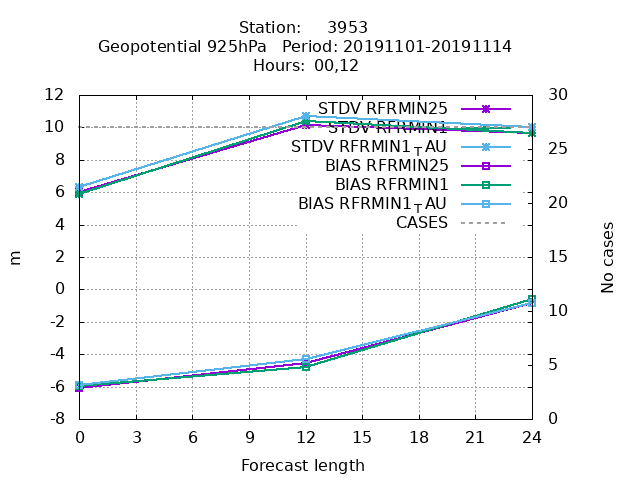 Station: 3953
Geopotential 925hPa Period: 20191101-20191114
Hours: 00,12
STDV RFRMIN25
STDV RFRMIN1
STDV RFRMIN1TAU
BIAS RFRMIN25
BIAS RFRMIN1
BIAS RFRMIN1TAU
CASES
12
10
8
6
4
2
0
-2
-4
-6
-8
m
30
25
20
15
10
5
0
No cases
0 3 6 9 12 15 18 21 24
Forecast length